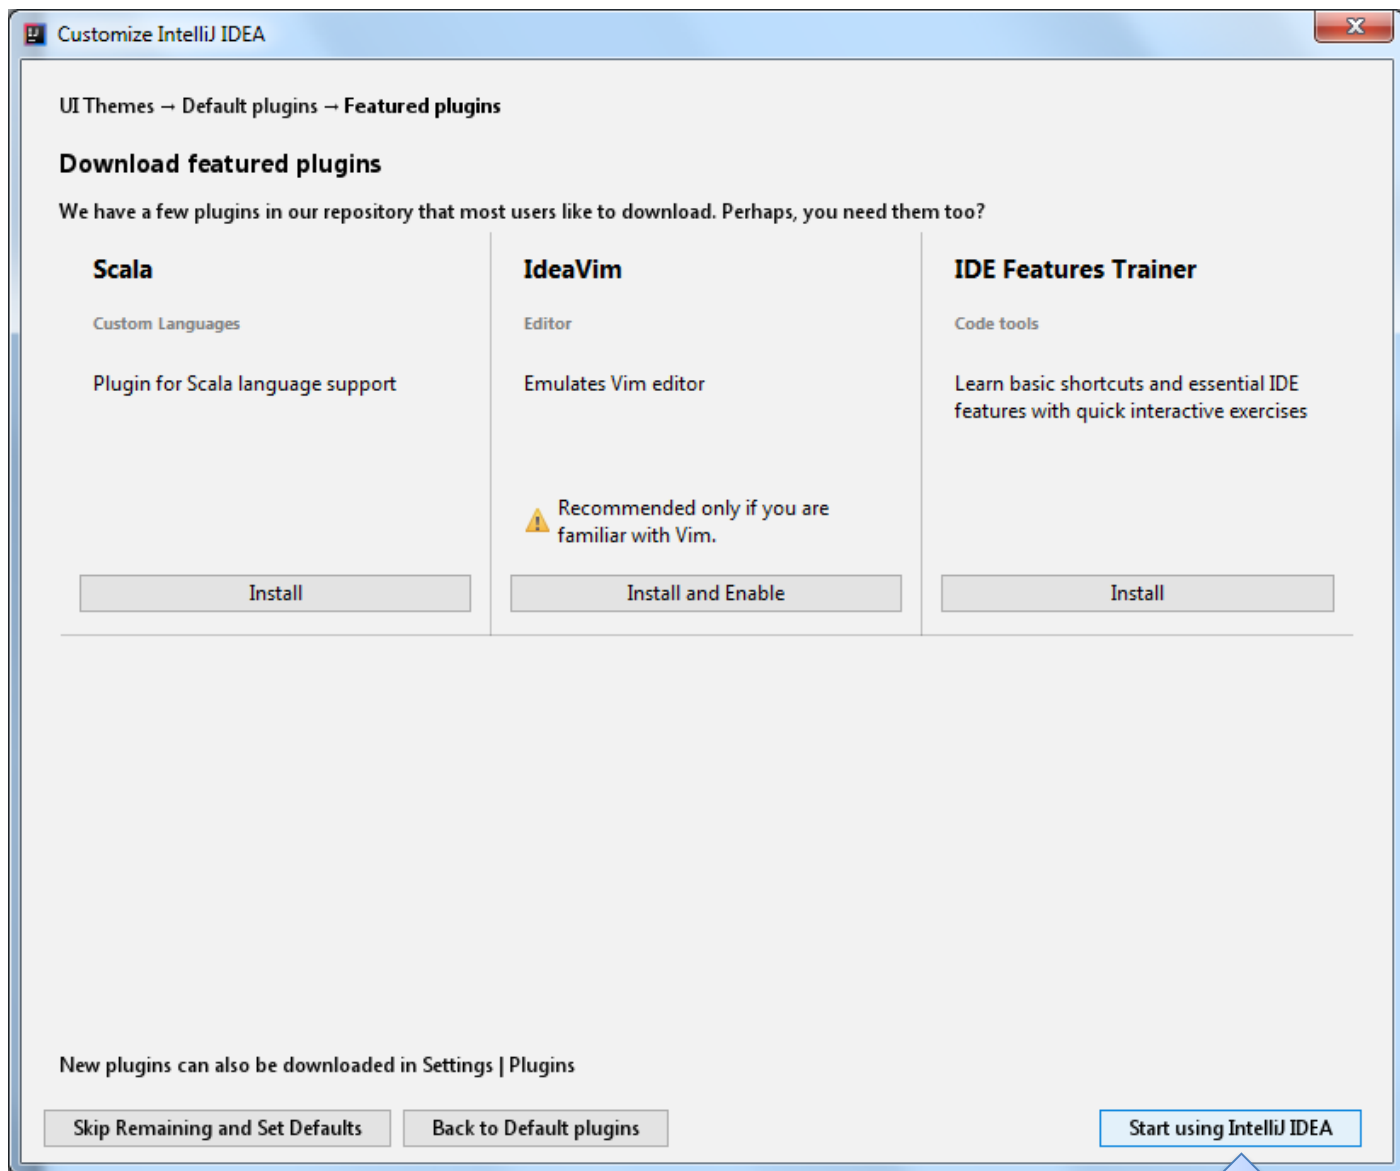 Customize IntelliJ IDEA
UI Themes → Default plugins → Featured plugins
Download featured plugins
We have a few plugins in our repository that most users like to download. Perhaps, you need them too?
Scala
Custom Languages
Plugin for Scala language support
Install
IdeaVim
Editor
Emulates Vim editor
Recommended only if you are
familiar with Vim.
Install and Enable
IDE Features Trainer
Code tools
Learn basic shortcuts and essential IDE
features with quick interactive exercises
Install
New plugins can also be downloaded in Settings | Plugins
Skip Remaining and Set Defaults
Back to Default plugins
Start using IntelliJ IDEA